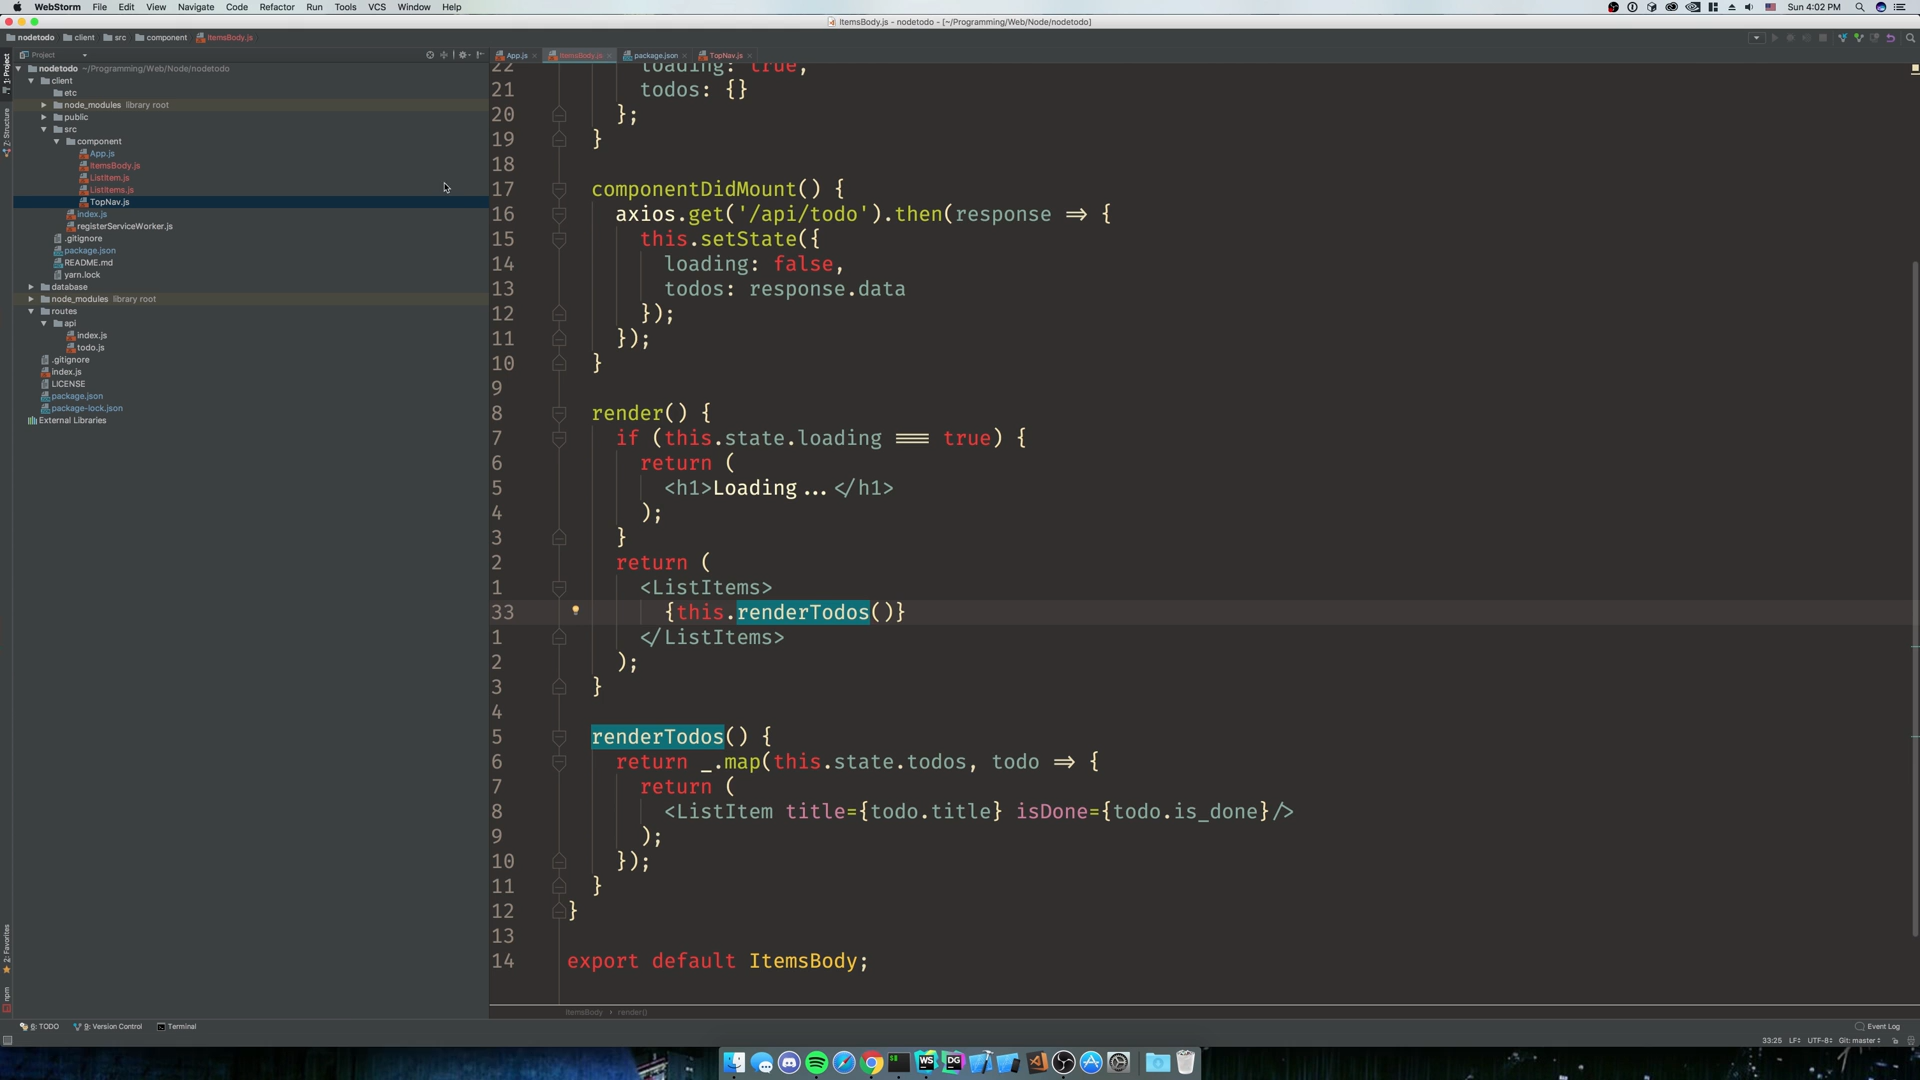 WebStorm File Edit View Navigate Code Refactor Run Tools VCS Window Help
Sun 4:02 PM
ItemsBody.js - nodetodo - [~/Programming/Web/Node/nodetodo]
nodetodo client src component ItemsBody.js
Project
App.js ItemsBody.js package.json TopNav.js
1: Project
Z: Structure
2: Favorites
npm
nodetodo ~/Programming/Web/Node/nodetodo
client
etc
node_modules library root
public
src
component
App.js
ItemsBody.js
ListItem.js
ListItems.js
TopNav.js
index.js
registerServiceWorker.js
.gitignore
package.json
README.md
yarn.lock
database
node_modules library root
routes
api
index.js
todo.js
.gitignore
index.js
LICENSE
package.json
package-lock.json
External Libraries
22 loading: true,
21 todos: {}
20 };
19 }
18
17 componentDidMount() {
16 axios.get('/api/todo').then(response => {
15 this.setState({
14 loading: false,
13 todos: response.data
12 });
11 });
10 }
9
8 render() {
7 if (this.state.loading === true) {
6 return (
5 <h1>Loading...</h1>
4 );
3 }
2 return (
1 <ListItems>
33 {this.renderTodos()}
1 </ListItems>
2 );
3 }
4
5 renderTodos() {
6 return _.map(this.state.todos, todo => {
7 return (
8 <ListItem title={todo.title} isDone={todo.is_done}/>
9 );
10 });
11 }
12 }
13
14 export default ItemsBody;
ItemsBody › render()
6: TODO 9: Version Control Terminal
Event Log
33:25 LF÷ UTF-8÷ Git: master÷
WS DG